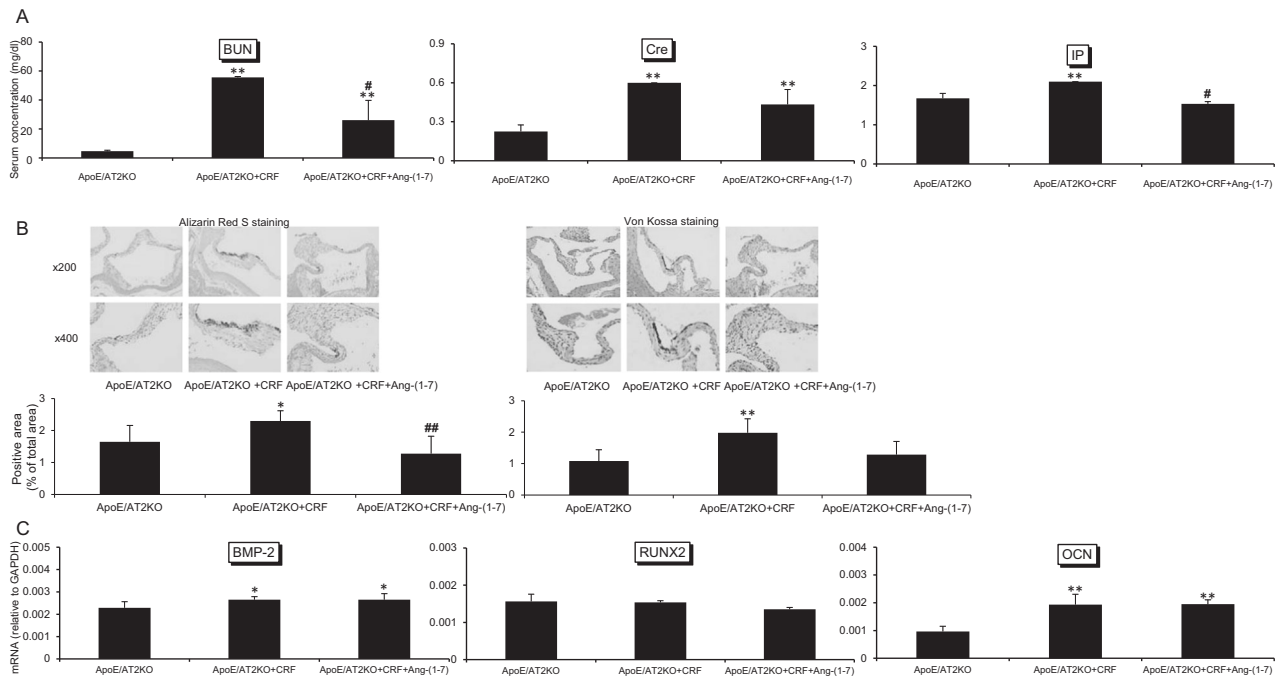 A
BUN
Cre
IP
Serum concentration (mg/dl)
80
60
40
20
0
**
#
**
ApoE/AT2KO
ApoE/AT2KO+CRF
ApoE/AT2KO+CRF+Ang-(1-7)
0.9
0.6
0.3
0
**
**
ApoE/AT2KO
ApoE/AT2KO+CRF
ApoE/AT2KO+CRF+Ang-(1-7)
3
2
1
0
**
#
ApoE/AT2KO
ApoE/AT2KO+CRF
ApoE/AT2KO+CRF+Ang-(1-7)
B
Alizarin Red S staining
Von Kossa staining
x200
x400
ApoE/AT2KO
ApoE/AT2KO +CRF
ApoE/AT2KO +CRF+Ang-(1-7)
ApoE/AT2KO
ApoE/AT2KO +CRF
ApoE/AT2KO +CRF+Ang-(1-7)
Positive area
(% of total area)
3
2
1
0
*
##
ApoE/AT2KO
ApoE/AT2KO+CRF
ApoE/AT2KO+CRF+Ang-(1-7)
3
2
1
0
**
ApoE/AT2KO
ApoE/AT2KO+CRF
ApoE/AT2KO+CRF+Ang-(1-7)
C
BMP-2
RUNX2
OCN
mRNA (relative to GAPDH)
0.005
0.004
0.003
0.002
0.001
0
*
*
ApoE/AT2KO
ApoE/AT2KO+CRF
ApoE/AT2KO+CRF+Ang-(1-7)
0.003
0.002
0.001
0.000
ApoE/AT2KO
ApoE/AT2KO+CRF
ApoE/AT2KO+CRF+Ang-(1-7)
0.004
0.003
0.002
0.001
0.000
**
**
ApoE/AT2KO
ApoE/AT2KO+CRF
ApoE/AT2KO+CRF+Ang-(1-7)